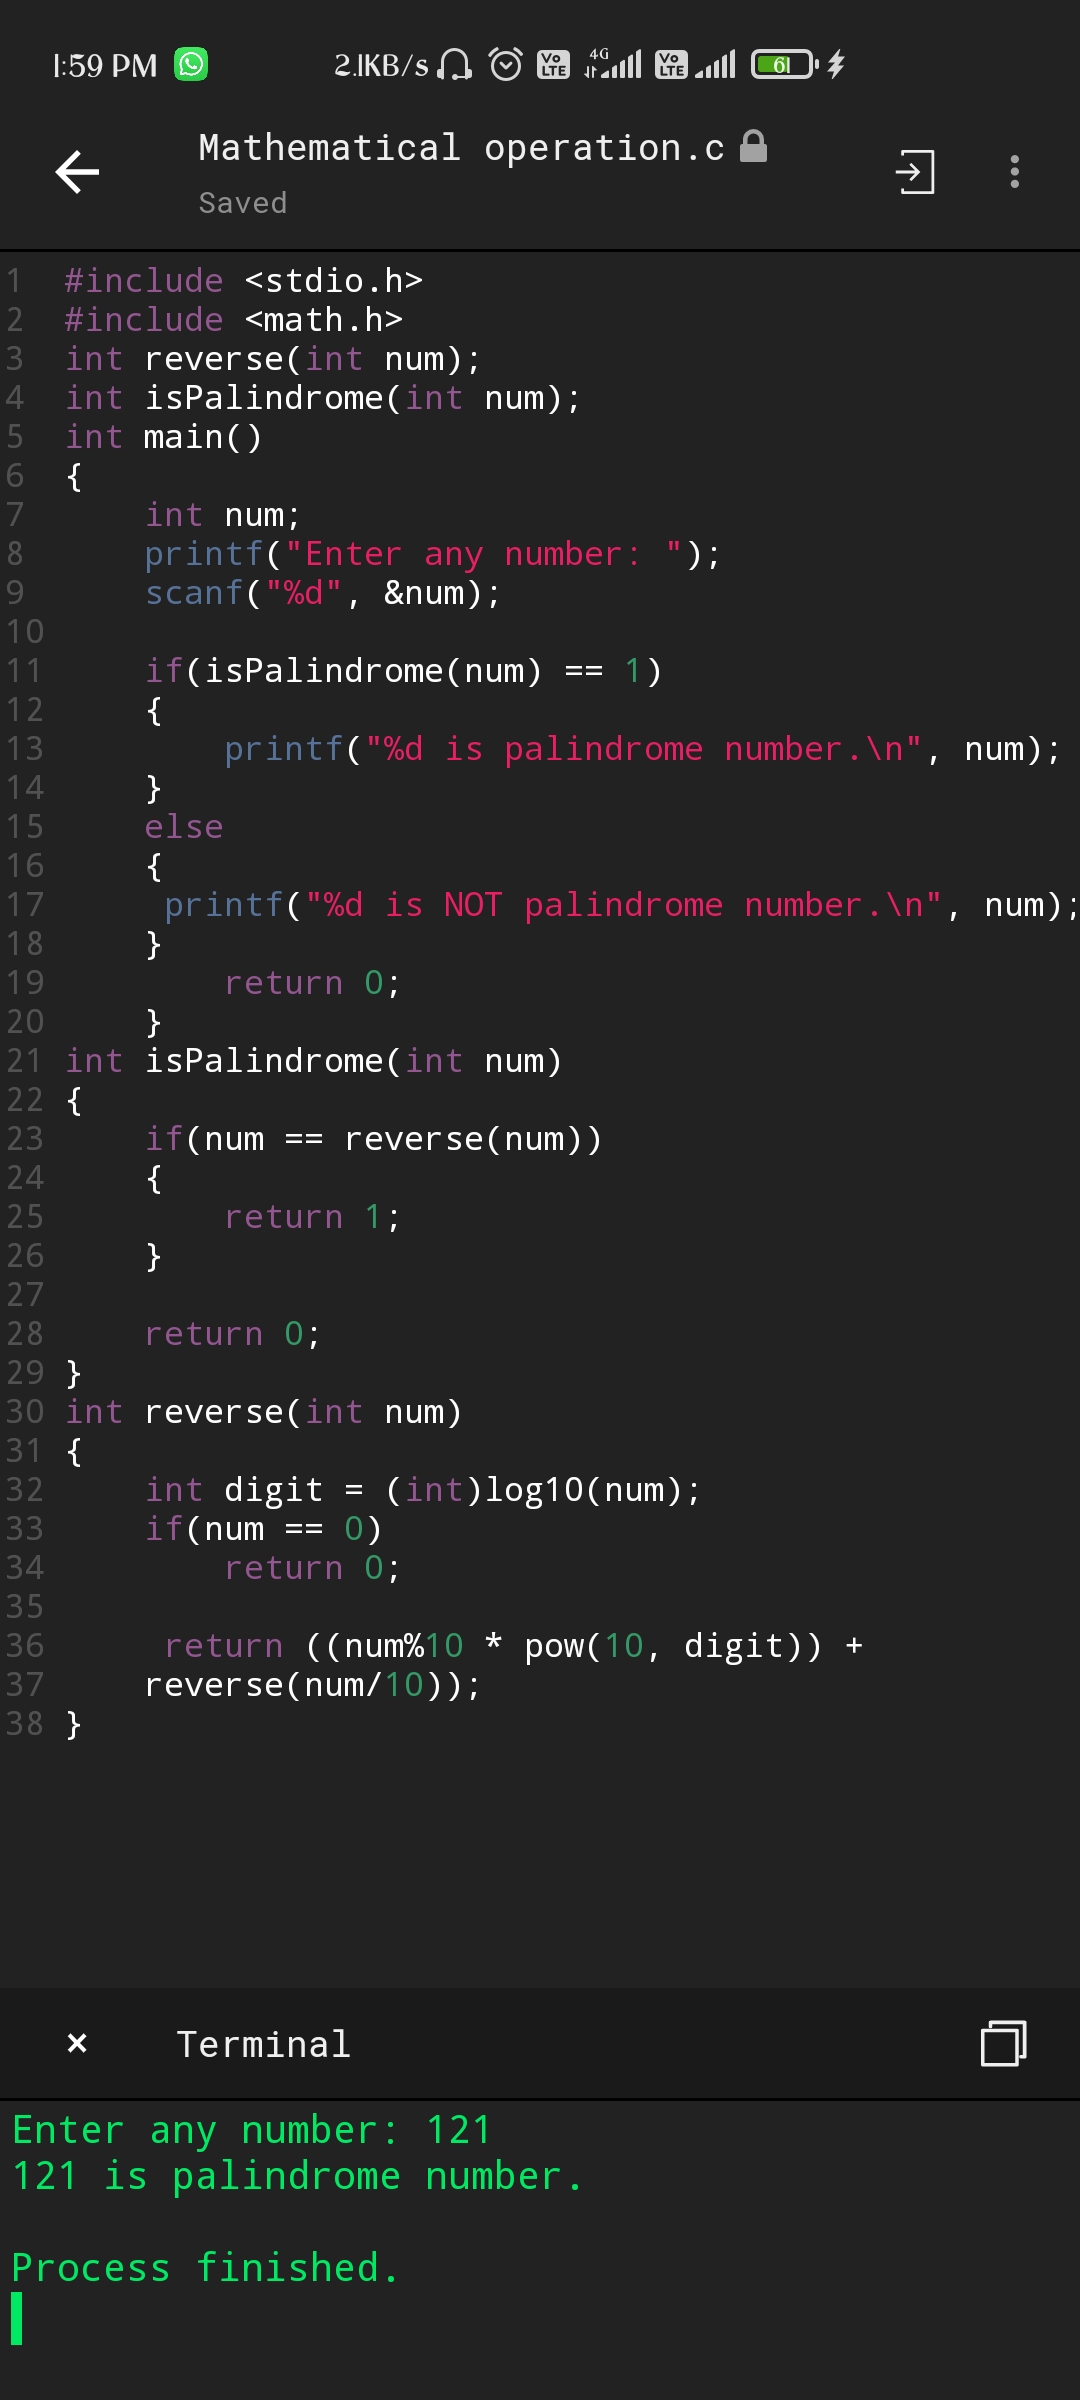 1:59 PM 2.1KB/s Vo LTE 4G Vo LTE 61
Mathematical operation.c
Saved
1 #include <stdio.h>
2 #include <math.h>
3 int reverse(int num);
4 int isPalindrome(int num);
5 int main()
6 {
7     int num;
8     printf("Enter any number: ");
9     scanf("%d", &num);
10
11     if(isPalindrome(num) == 1)
12     {
13         printf("%d is palindrome number.\n", num);
14     }
15     else
16     {
17      printf("%d is NOT palindrome number.\n", num);
18     }
19         return 0;
20     }
21 int isPalindrome(int num)
22 {
23     if(num == reverse(num))
24     {
25         return 1;
26     }
27
28     return 0;
29 }
30 int reverse(int num)
31 {
32     int digit = (int)log10(num);
33     if(num == 0)
34         return 0;
35
36      return ((num%10 * pow(10, digit)) +
37     reverse(num/10));
38 }
× Terminal
Enter any number: 121
121 is palindrome number.
Process finished.